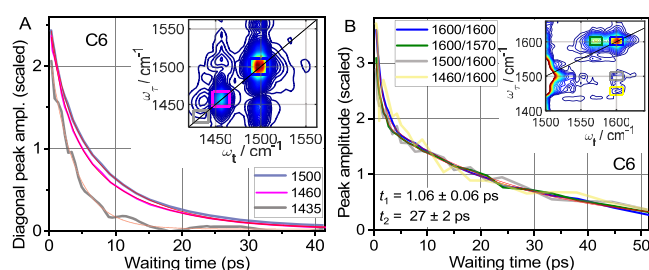 A
C6
Diagonal peak ampl. (scaled)
2
1
0
0
10
20
30
40
Waiting time (ps)
1500
1460
1435
ω_τ / cm⁻¹
1550
1500
1450
1450
1500
1550
ω_t / cm⁻¹
B
1600/1600
1600/1570
1500/1600
1460/1600
Peak amplitude (scaled)
3
2
1
0
0
10
20
30
40
50
Waiting time (ps)
t₁ = 1.06 ± 0.06 ps
t₂ = 27 ± 2 ps
C6
ω_τ / cm⁻¹
1600
1500
1400
1500
1550
1600
ω_t / cm⁻¹